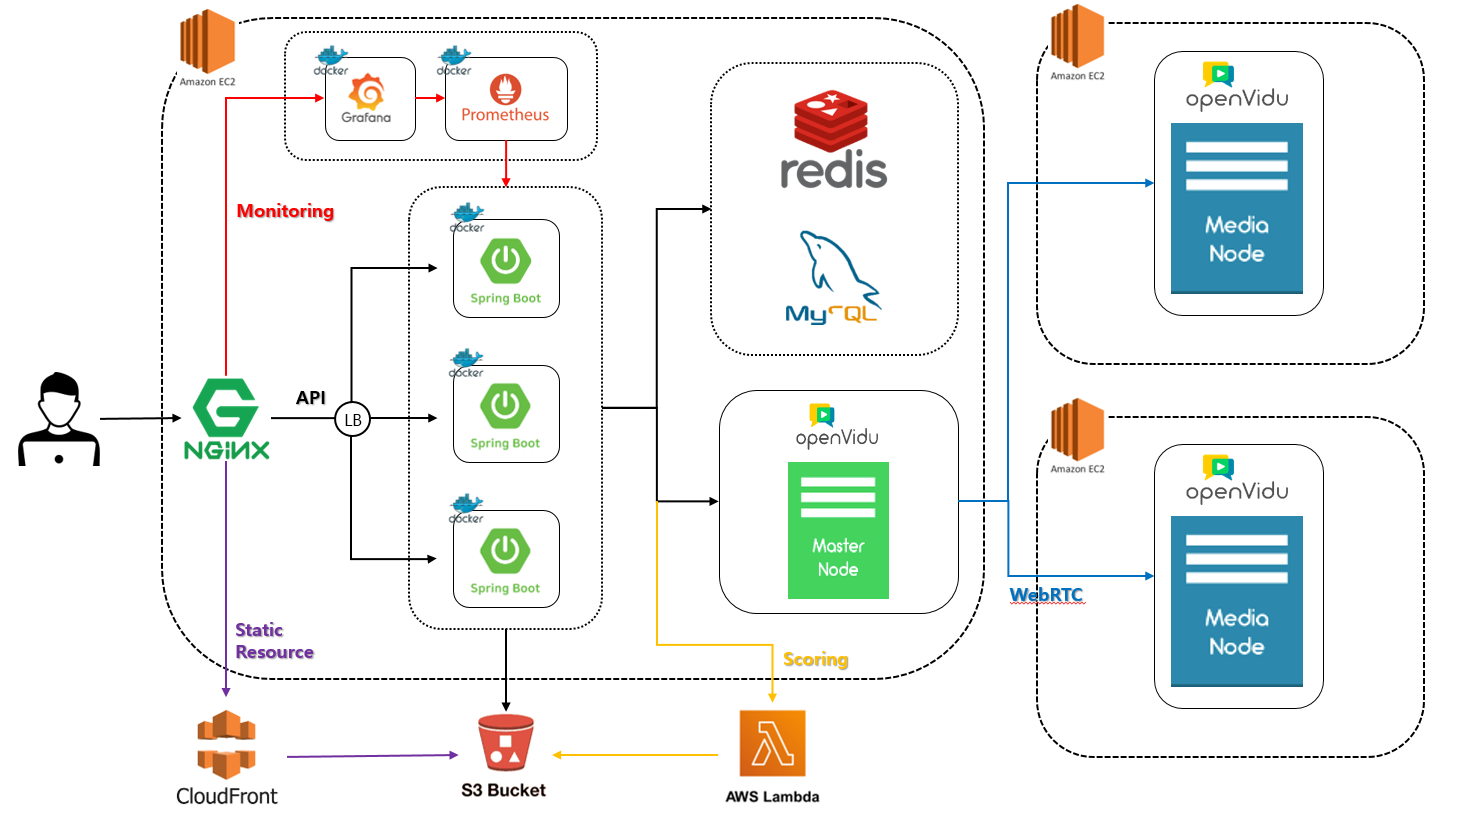 Amazon EC2
docker
Grafana
docker
Prometheus
Monitoring
docker
Spring Boot
docker
Spring Boot
docker
Spring Boot
API
LB
NGINX
redis
MySQL
openVidu
Master
Node
Amazon EC2
openVidu
Media
Node
Amazon EC2
openVidu
Media
Node
WebRTC
Static
Resource
Scoring
CloudFront
S3 Bucket
AWS Lambda